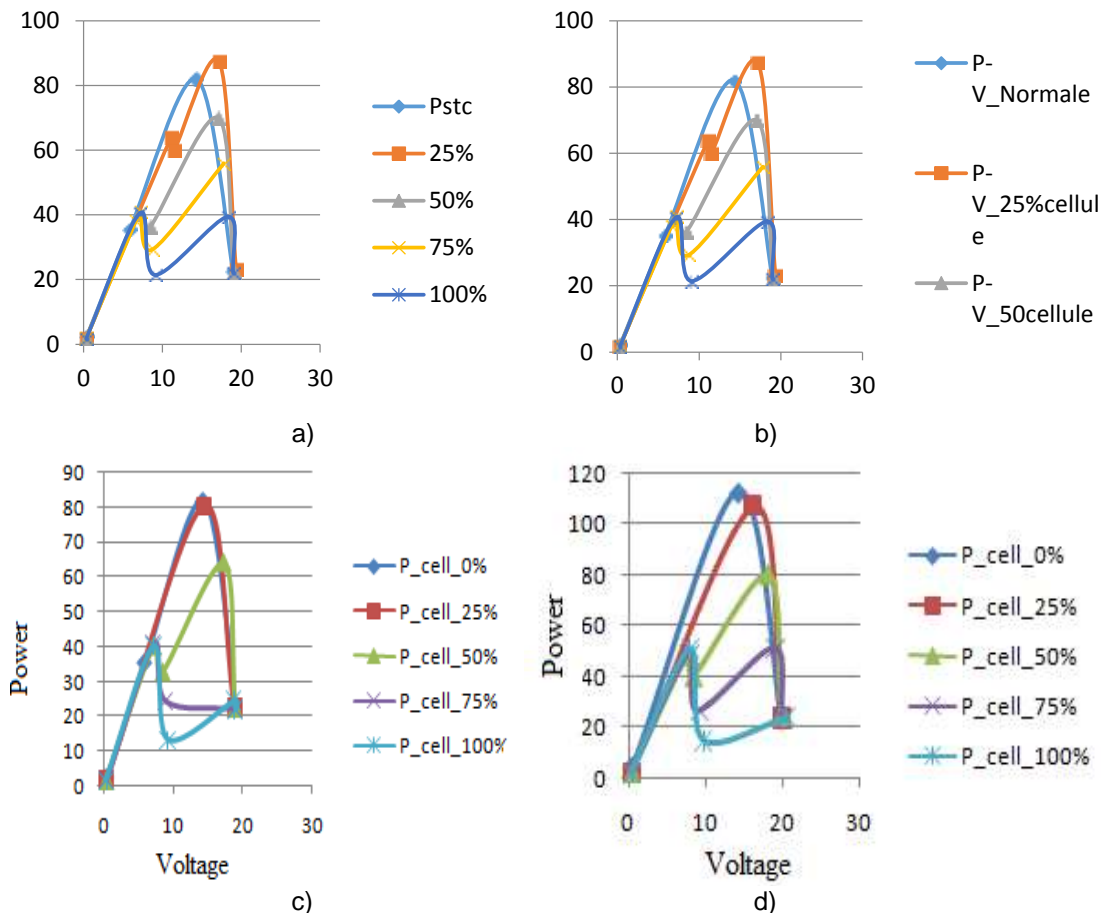 100
80
60
40
20
0
0 10 20 30
Pstc
25%
50%
75%
100%
a)
100
80
60
40
20
0
0 10 20 30
P-
V_Normale
P-
V_25%cellul
e
P-
V_50cellule
b)
90
80
70
60
50
40
30
20
10
0
0 10 20 30
Power
Voltage
P_cell_0%
P_cell_25%
P_cell_50%
P_cell_75%
P_cell_100%
c)
120
100
80
60
40
20
0
0 10 20 30
Power
Voltage
P_cell_0%
P_cell_25%
P_cell_50%
P_cell_75%
P_cell_100%
d)